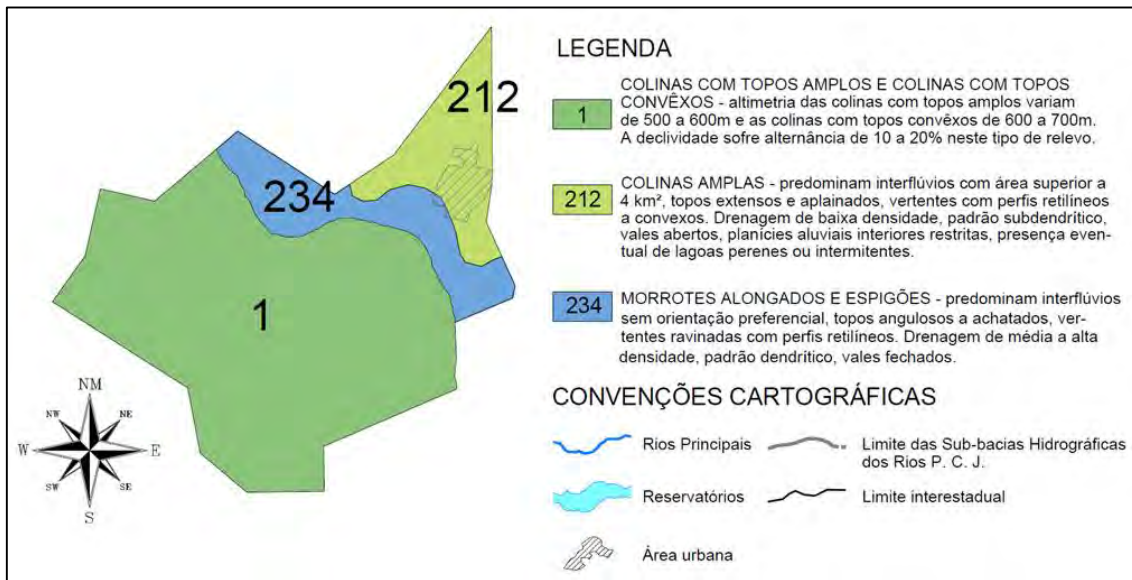 212
234
1
NM
NW
NE
W
E
SW
SE
S
LEGENDA
1
COLINAS COM TOPOS AMPLOS E COLINAS COM TOPOS
CONVÊXOS - altimetria das colinas com topos amplos variam
de 500 a 600m e as colinas com topos convêxos de 600 a 700m.
A declividade sofre alternância de 10 a 20% neste tipo de relevo.
212
COLINAS AMPLAS - predominam interflúvios com área superior a
4 km², topos extensos e aplainados, vertentes com perfis retilíneos
a convexos. Drenagem de baixa densidade, padrão subdendrítico,
vales abertos, planícies aluviais interiores restritas, presença even-
tual de lagoas perenes ou intermitentes.
234
MORROTES ALONGADOS E ESPIGÕES - predominam interflúvios
sem orientação preferencial, topos angulosos a achatados, ver-
tentes ravinadas com perfis retilíneos. Drenagem de média a alta
densidade, padrão dendrítico, vales fechados.
CONVENÇÕES CARTOGRÁFICAS
Rios Principais
Limite das Sub-bacias Hidrográficas
dos Rios P. C. J.
Reservatórios
Limite interestadual
Área urbana